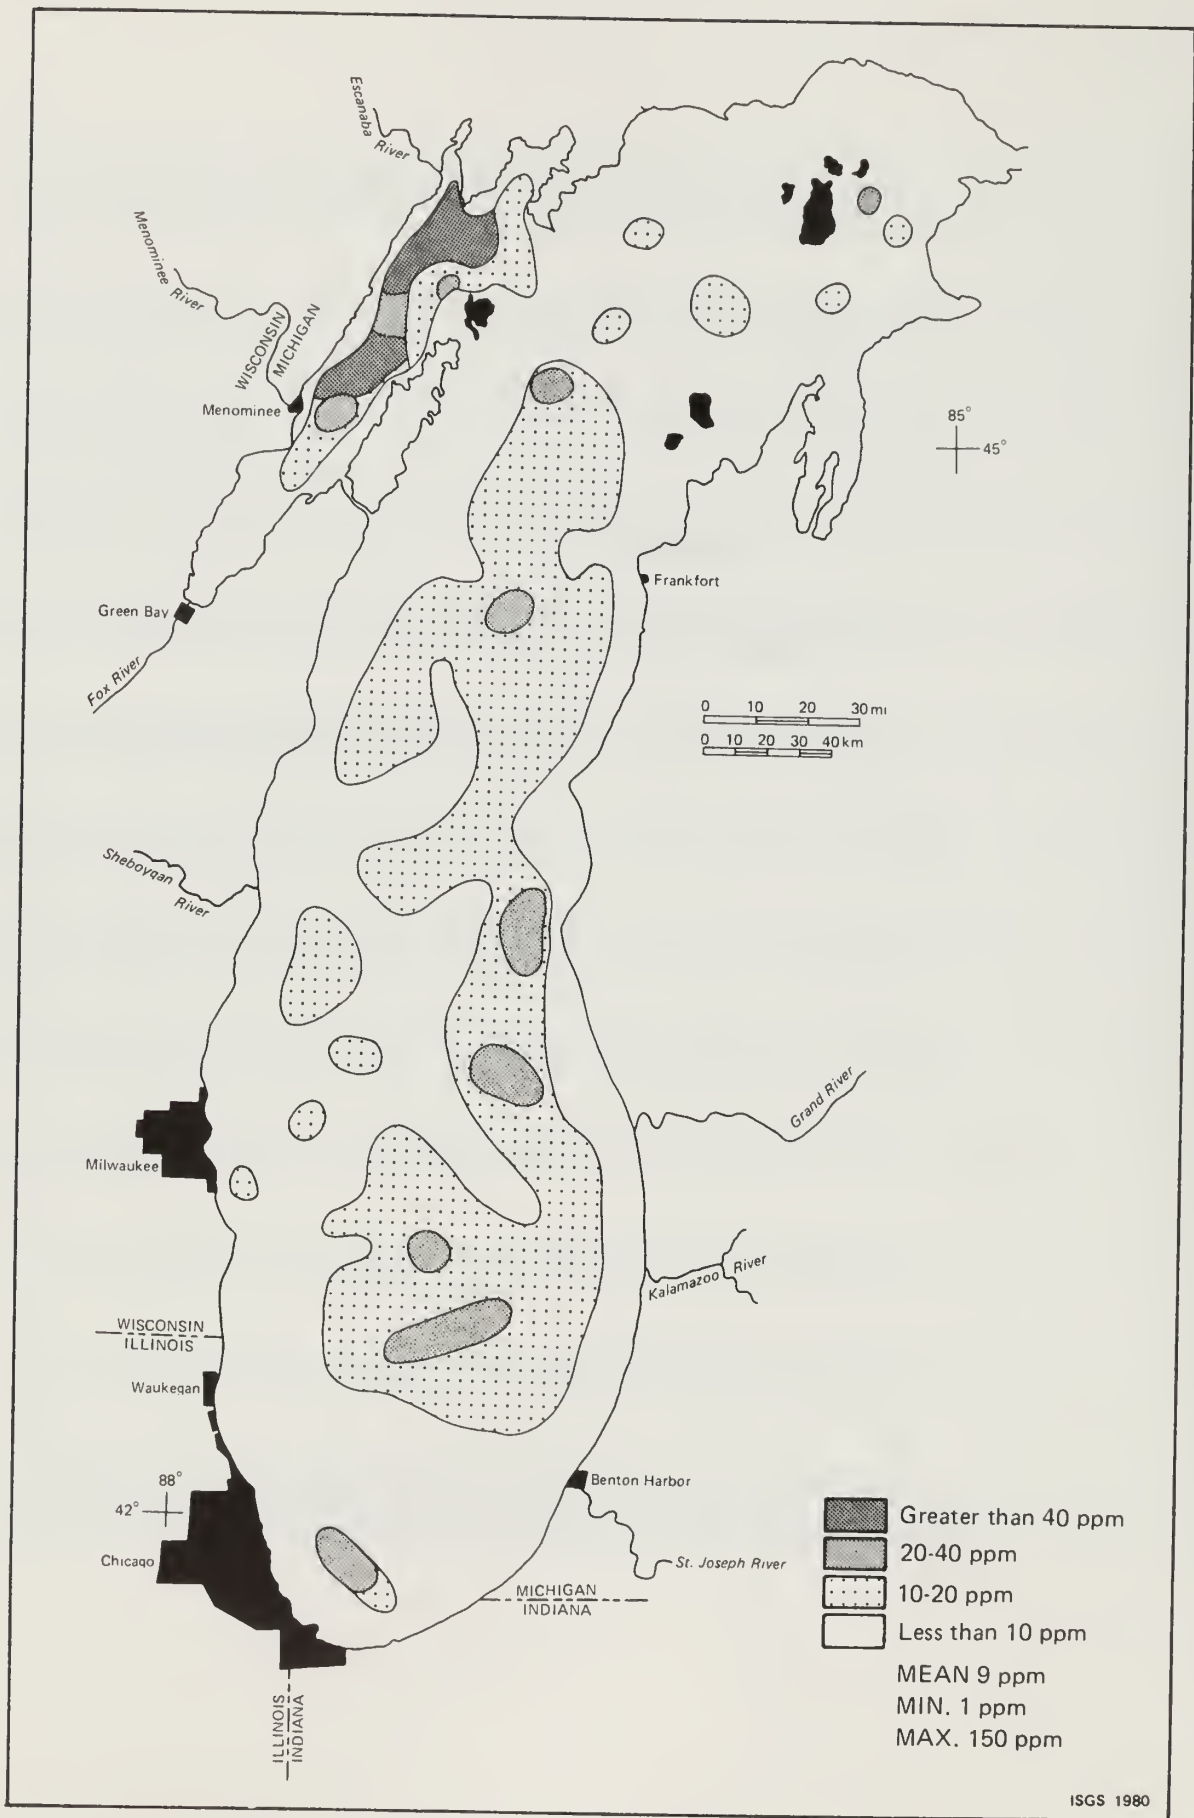 Escanaba
River
Menominee
River
WISCONSIN
MICHIGAN
Menominee
85°
45°
Frankfort
Green Bay
Fox River
0 10 20 30 mi
0 10 20 30 40 km
Sheboygan
River
Grand River
Milwaukee
Kalamazoo River
WISCONSIN
ILLINOIS
Waukegan
88°
42°
Benton Harbor
Chicago
St. Joseph River
MICHIGAN
INDIANA
ILLINOIS
INDIANA
Greater than 40 ppm
20-40 ppm
10-20 ppm
Less than 10 ppm
MEAN 9 ppm
MIN. 1 ppm
MAX. 150 ppm
ISGS 1980